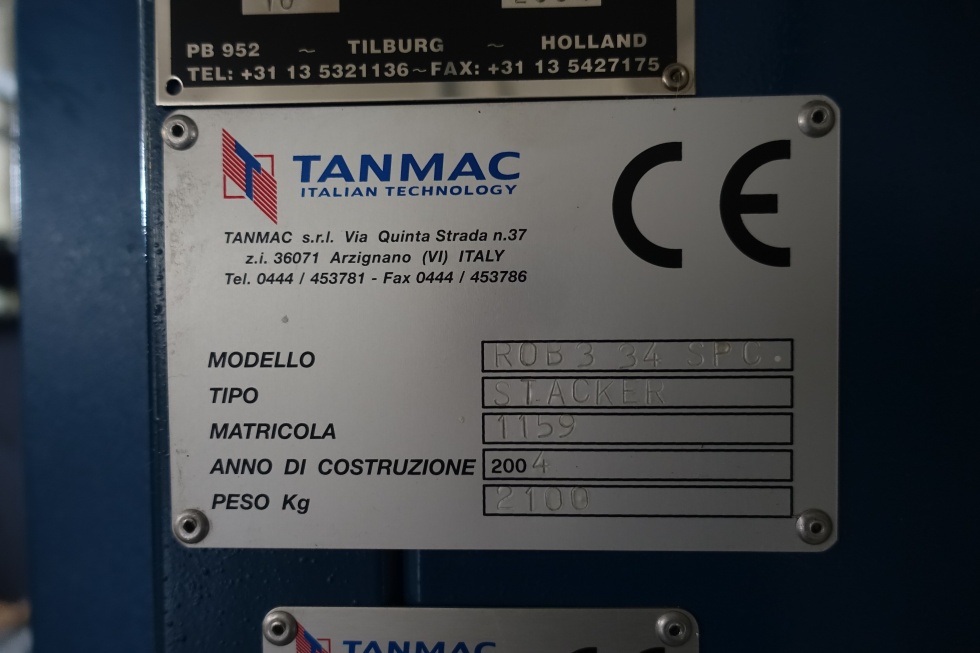 PB 952 ~ TILBURG ~ HOLLAND
TEL: +31 13 5321136~FAX: +31 13 5427175
TANMAC
ITALIAN TECHNOLOGY
CE
TANMAC s.r.l. Via Quinta Strada n.37
z.i. 36071 Arzignano (VI) ITALY
Tel. 0444 / 453781 - Fax 0444 / 453786
MODELLO ROB3 34 SPC.
TIPO STACKER
MATRICOLA 1159
ANNO DI COSTRUZIONE 2004
PESO Kg 2100
TANMAC